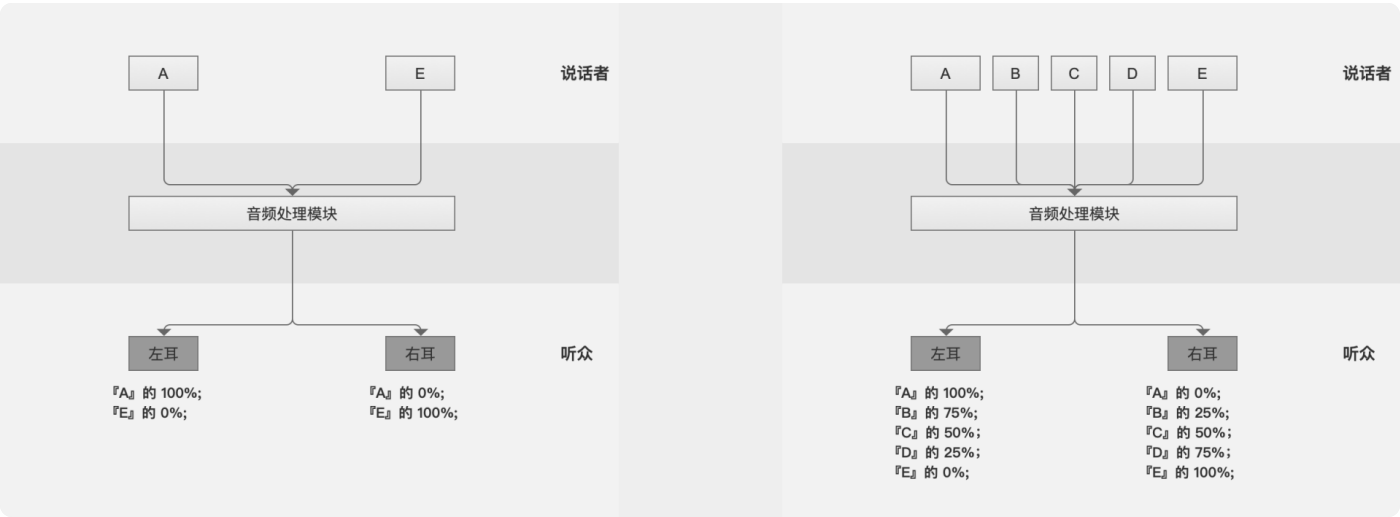 A
E
说话者
音频处理模块
左耳
右耳
听众
『A』的 100%;
『E』的 0%;
『A』的 0%;
『E』的 100%;
A
B
C
D
E
说话者
音频处理模块
左耳
右耳
听众
『A』的 100%;
『B』的 75%;
『C』的 50%;
『D』的 25%;
『E』的 0%;
『A』的 0%;
『B』的 25%;
『C』的 50%;
『D』的 75%;
『E』的 100%;